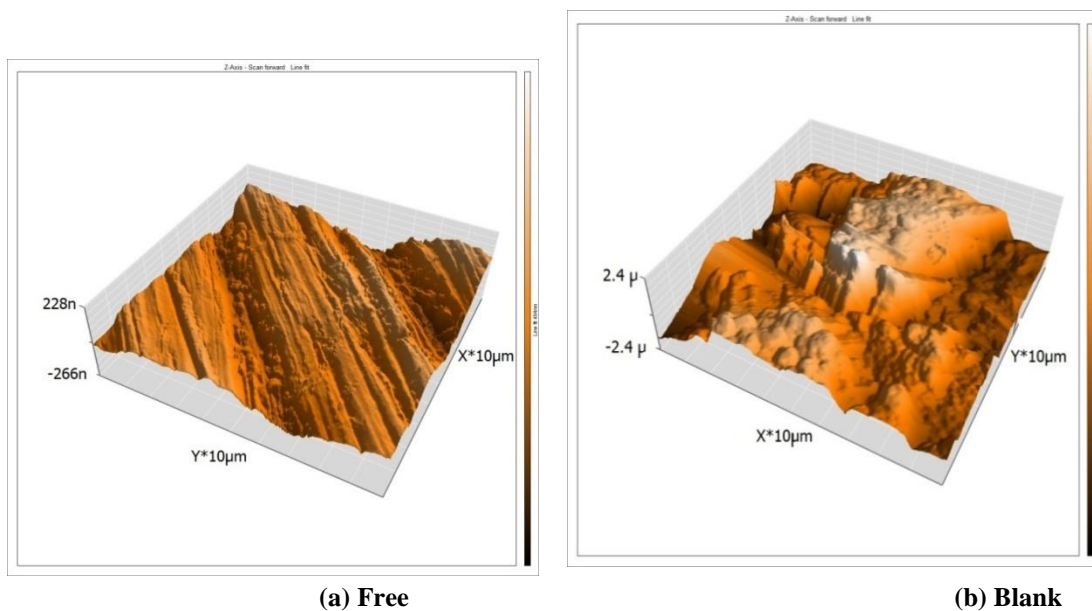 Z-Axis - Scan forward Line fit
228n
-266n
X*10µm
Y*10µm
(a) Free
Z-Axis - Scan forward Line fit
2.4 µ
-2.4 µ
Y*10µm
X*10µm
(b) Blank